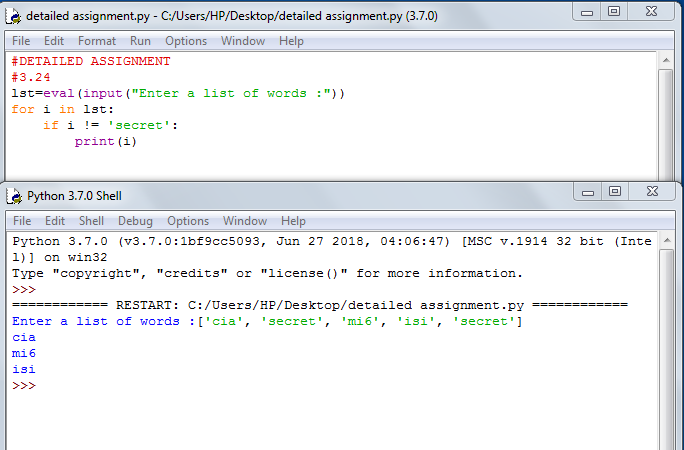 detailed assignment.py - C:/Users/HP/Desktop/detailed assignment.py (3.7.0)
File Edit Format Run Options Window Help
#DETAILED ASSIGNMENT
#3.24
lst=eval(input("Enter a list of words :"))
for i in lst:
    if i != 'secret':
        print(i)
Python 3.7.0 Shell
File Edit Shell Debug Options Window Help
Python 3.7.0 (v3.7.0:1bf9cc5093, Jun 27 2018, 04:06:47) [MSC v.1914 32 bit (Inte
l)] on win32
Type "copyright", "credits" or "license()" for more information.
>>>
============ RESTART: C:/Users/HP/Desktop/detailed assignment.py ============
Enter a list of words :['cia', 'secret', 'mi6', 'isi', 'secret']
cia
mi6
isi
>>>